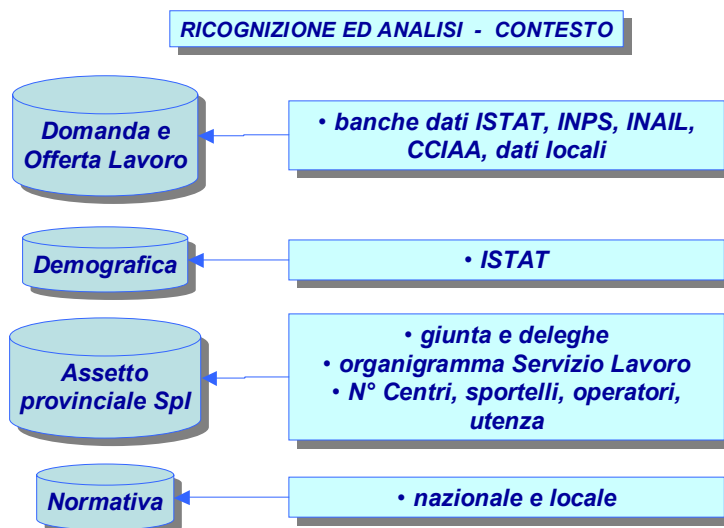 RICOGNIZIONE ED ANALISI - CONTESTO
Domanda e
Offerta Lavoro
• banche dati ISTAT, INPS, INAIL,
CCIAA, dati locali
Demografica
• ISTAT
Assetto
provinciale Spl
• giunta e deleghe
• organigramma Servizio Lavoro
• N° Centri, sportelli, operatori,
utenza
Normativa
• nazionale e locale